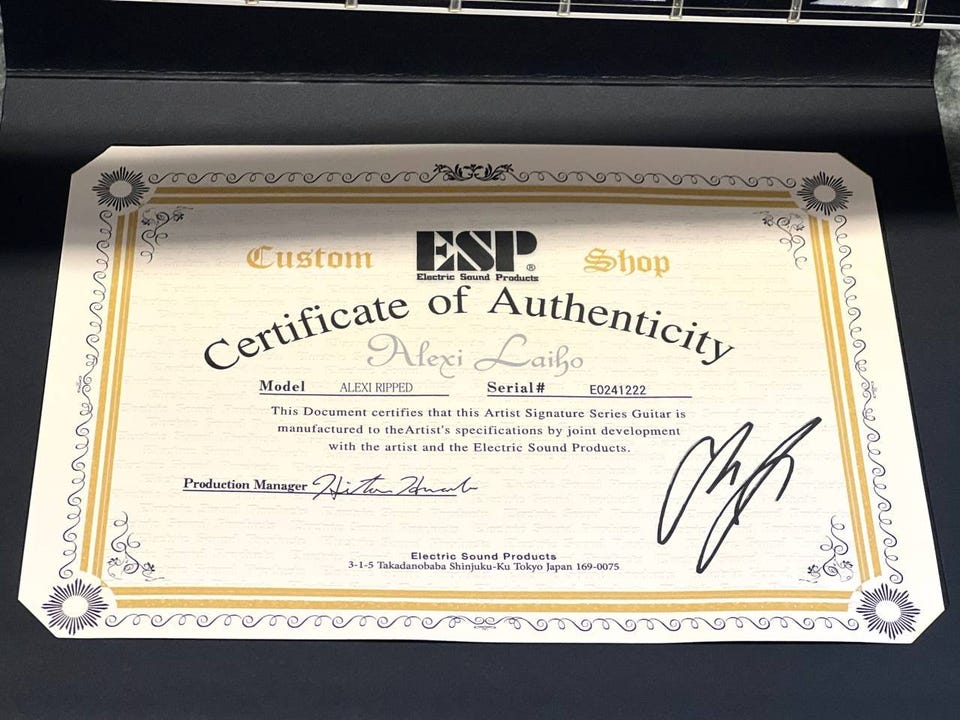 Custom ESP® Shop
Electric Sound Products
Certificate of Authenticity
Alexi Laiho
Model ALEXI RIPPED Serial# E0241222
This Document certifies that this Artist Signature Series Guitar is
manufactured to theArtist's specifications by joint development
with the artist and the Electric Sound Products.
Production Manager
Electric Sound Products
3-1-5 Takadanobaba Shinjuku-Ku Tokyo Japan 169-0075